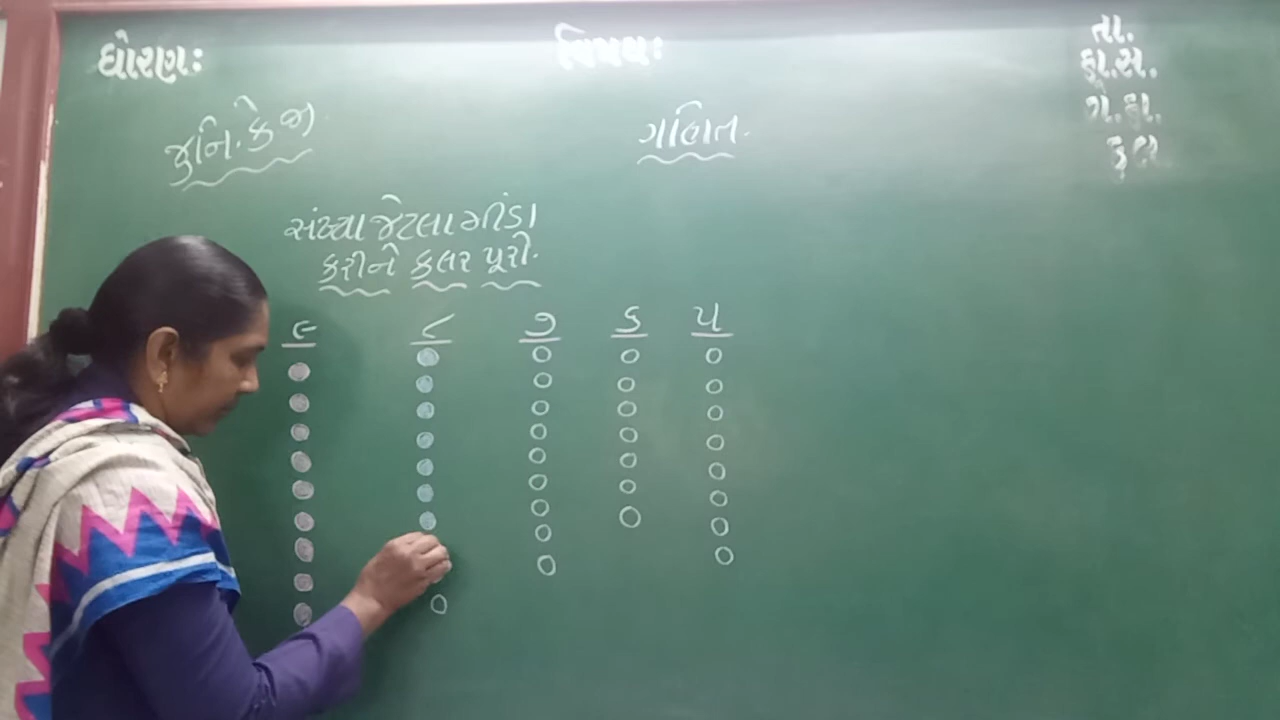 ધોરણ:
વિષય:
તા.
હા.સ.
ગે.હા.
કુલ
જુનિ.કે જી
ગણિત.
સંખ્યા જેટલા મીંડા
કરીને કલર પૂરો.
૯ ૮ ૭ ૬ ૫